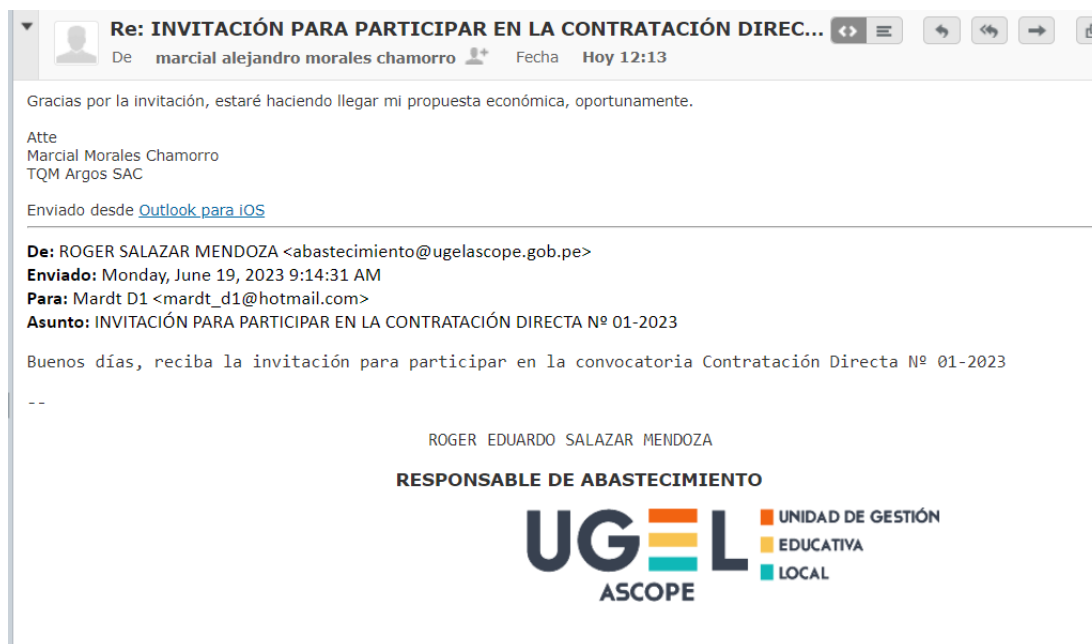 Re: INVITACIÓN PARA PARTICIPAR EN LA CONTRATACIÓN DIREC...
De marcial alejandro morales chamorro Fecha Hoy 12:13
Gracias por la invitación, estaré haciendo llegar mi propuesta económica, oportunamente.
Atte
Marcial Morales Chamorro
TQM Argos SAC
Enviado desde Outlook para iOS
De: ROGER SALAZAR MENDOZA <abastecimiento@ugelascope.gob.pe>
Enviado: Monday, June 19, 2023 9:14:31 AM
Para: Mardt D1 <mardt_d1@hotmail.com>
Asunto: INVITACIÓN PARA PARTICIPAR EN LA CONTRATACIÓN DIRECTA Nº 01-2023
Buenos días, reciba la invitación para participar en la convocatoria Contratación Directa Nº 01-2023
--
ROGER EDUARDO SALAZAR MENDOZA
RESPONSABLE DE ABASTECIMIENTO
UGEL
ASCOPE
UNIDAD DE GESTIÓN
EDUCATIVA
LOCAL